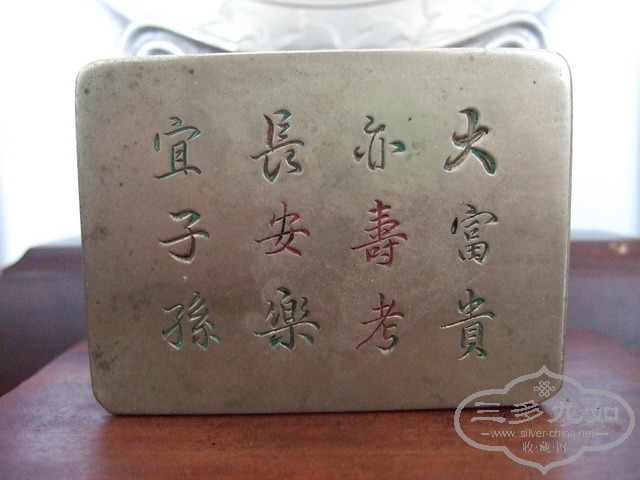 大富貴
亦壽考
長安樂
宜子孫
三多九如
www.silver-china.net
收·藏·网